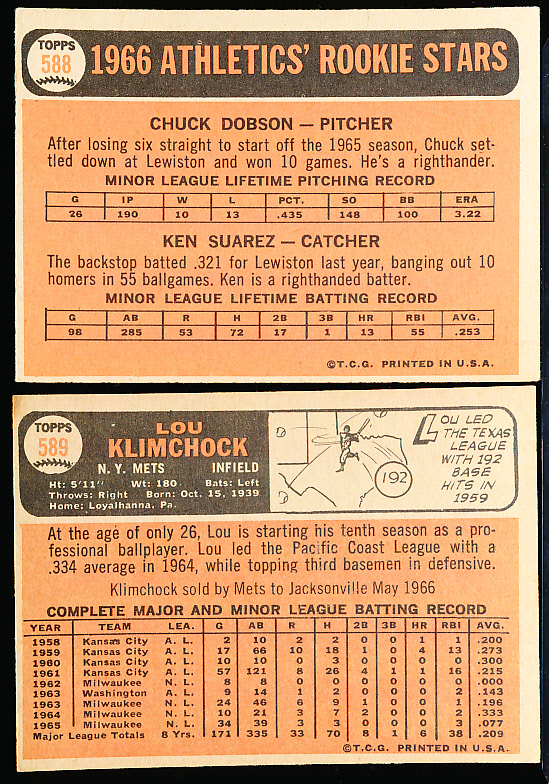 TOPPS
588
1966 ATHLETICS' ROOKIE STARS
CHUCK DOBSON — PITCHER
After losing six straight to start off the 1965 season, Chuck set-
tled down at Lewiston and won 10 games. He's a righthander.
MINOR LEAGUE LIFETIME PITCHING RECORD
G IP W L PCT. SO BB ERA
26 190 10 13 .435 148 100 3.22
KEN SUAREZ — CATCHER
The backstop batted .321 for Lewiston last year, banging out 10
homers in 55 ballgames. Ken is a righthanded batter.
MINOR LEAGUE LIFETIME BATTING RECORD
G AB R H 2B 3B HR RBI AVG.
98 285 53 72 17 1 13 55 .253
©T.C.G. PRINTED IN U.S.A.
TOPPS
589
LOU
KLIMCHOCK
N. Y. METS INFIELD
Ht: 5'11" Wt: 180 Bats: Left
Throws: Right Born: Oct. 15, 1939
Home: Loyalhanna, Pa.
192
LOU LED
THE TEXAS
LEAGUE
WITH 192
BASE
HITS IN
1959
At the age of only 26, Lou is starting his tenth season as a pro-
fessional ballplayer. Lou led the Pacific Coast League with a
.334 average in 1964, while topping third basemen in defensive.
Klimchock sold by Mets to Jacksonville May 1966
COMPLETE MAJOR AND MINOR LEAGUE BATTING RECORD
YEAR TEAM LEA. G AB R H 2B 3B HR RBI AVG.
1958 Kansas City A. L. 2 10 2 2 0 0 1 1 .200
1959 Kansas City A. L. 17 66 10 18 1 0 4 13 .273
1960 Kansas City A. L. 10 10 0 3 0 0 0 0 .300
1961 Kansas City A. L. 57 121 8 26 4 1 1 16 .215
1962 Milwaukee N. L. 8 8 0 0 0 0 0 0 .000
1963 Washington A. L. 9 14 1 2 0 0 0 2 .143
1963 Milwaukee N. L. 24 46 6 9 1 0 0 1 .196
1964 Milwaukee N. L. 10 21 3 7 2 0 0 2 .333
1965 Milwaukee N. L. 34 39 3 3 0 0 0 3 .077
Major League Totals 8 Yrs. 171 335 33 70 8 1 6 38 .209
©T.C.G. PRINTED IN U.S.A.